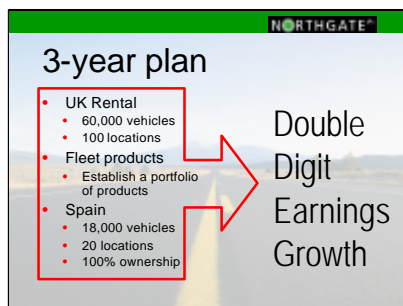 NORTHGATE
3-year plan
• UK Rental
• 60,000 vehicles
• 100 locations
• Fleet products
• Establish a portfolio
of products
• Spain
• 18,000 vehicles
• 20 locations
• 100% ownership
Double
Digit
Earnings
Growth